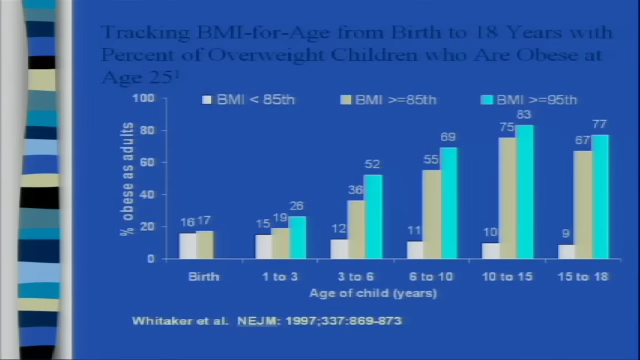 Tracking BMI-for-Age from Birth to 18 Years with
Percent of Overweight Children who Are Obese at
Age 25¹
BMI < 85th BMI >=85th BMI >=95th
% obese as adults
100
80
60
40
20
0
16 17
15 19 26
12 36 52
11 55 69
10 75 83
9 67 77
Birth 1 to 3 3 to 6 6 to 10 10 to 15 15 to 18
Age of child (years)
Whitaker et al. NEJM: 1997;337:869-873